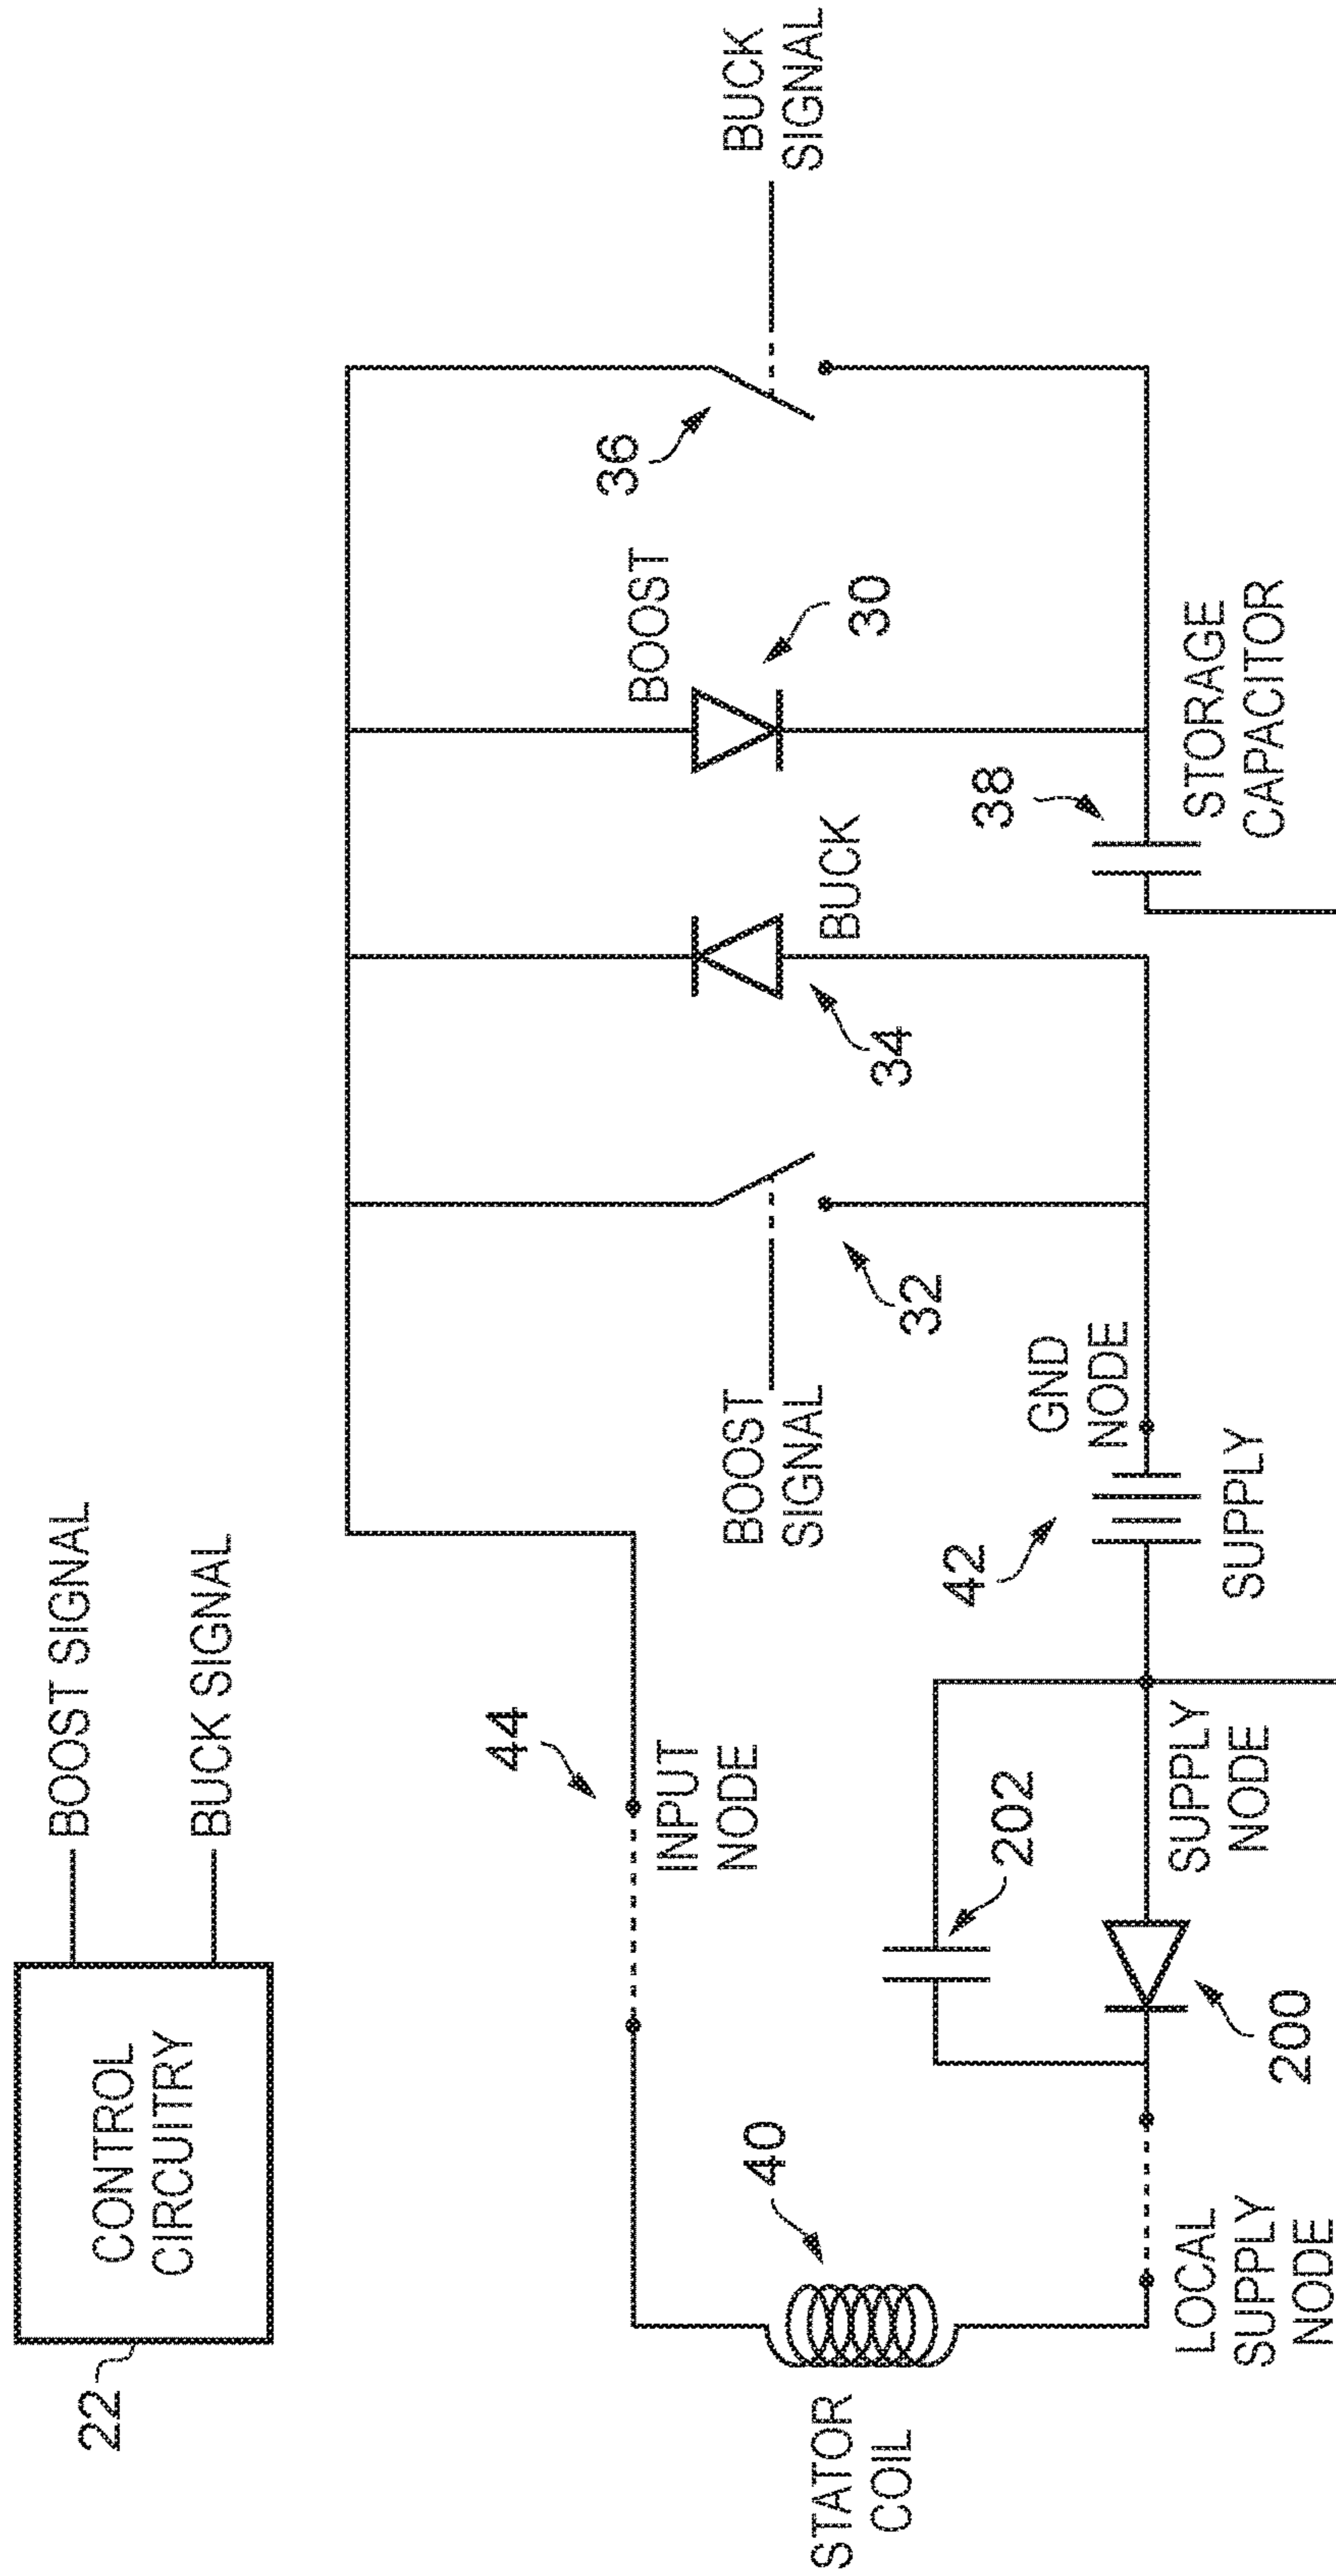 22
CONTROL
CIRCUITRY
BOOST SIGNAL
BUCK SIGNAL
44
INPUT
NODE
STATOR
COIL
40
BOOST
SIGNAL
32
34
BUCK
BOOST
30
36
BUCK
SIGNAL
202
42
GND
NODE
38
LOCAL
SUPPLY
NODE
200
SUPPLY
NODE
SUPPLY
STORAGE
CAPACITOR